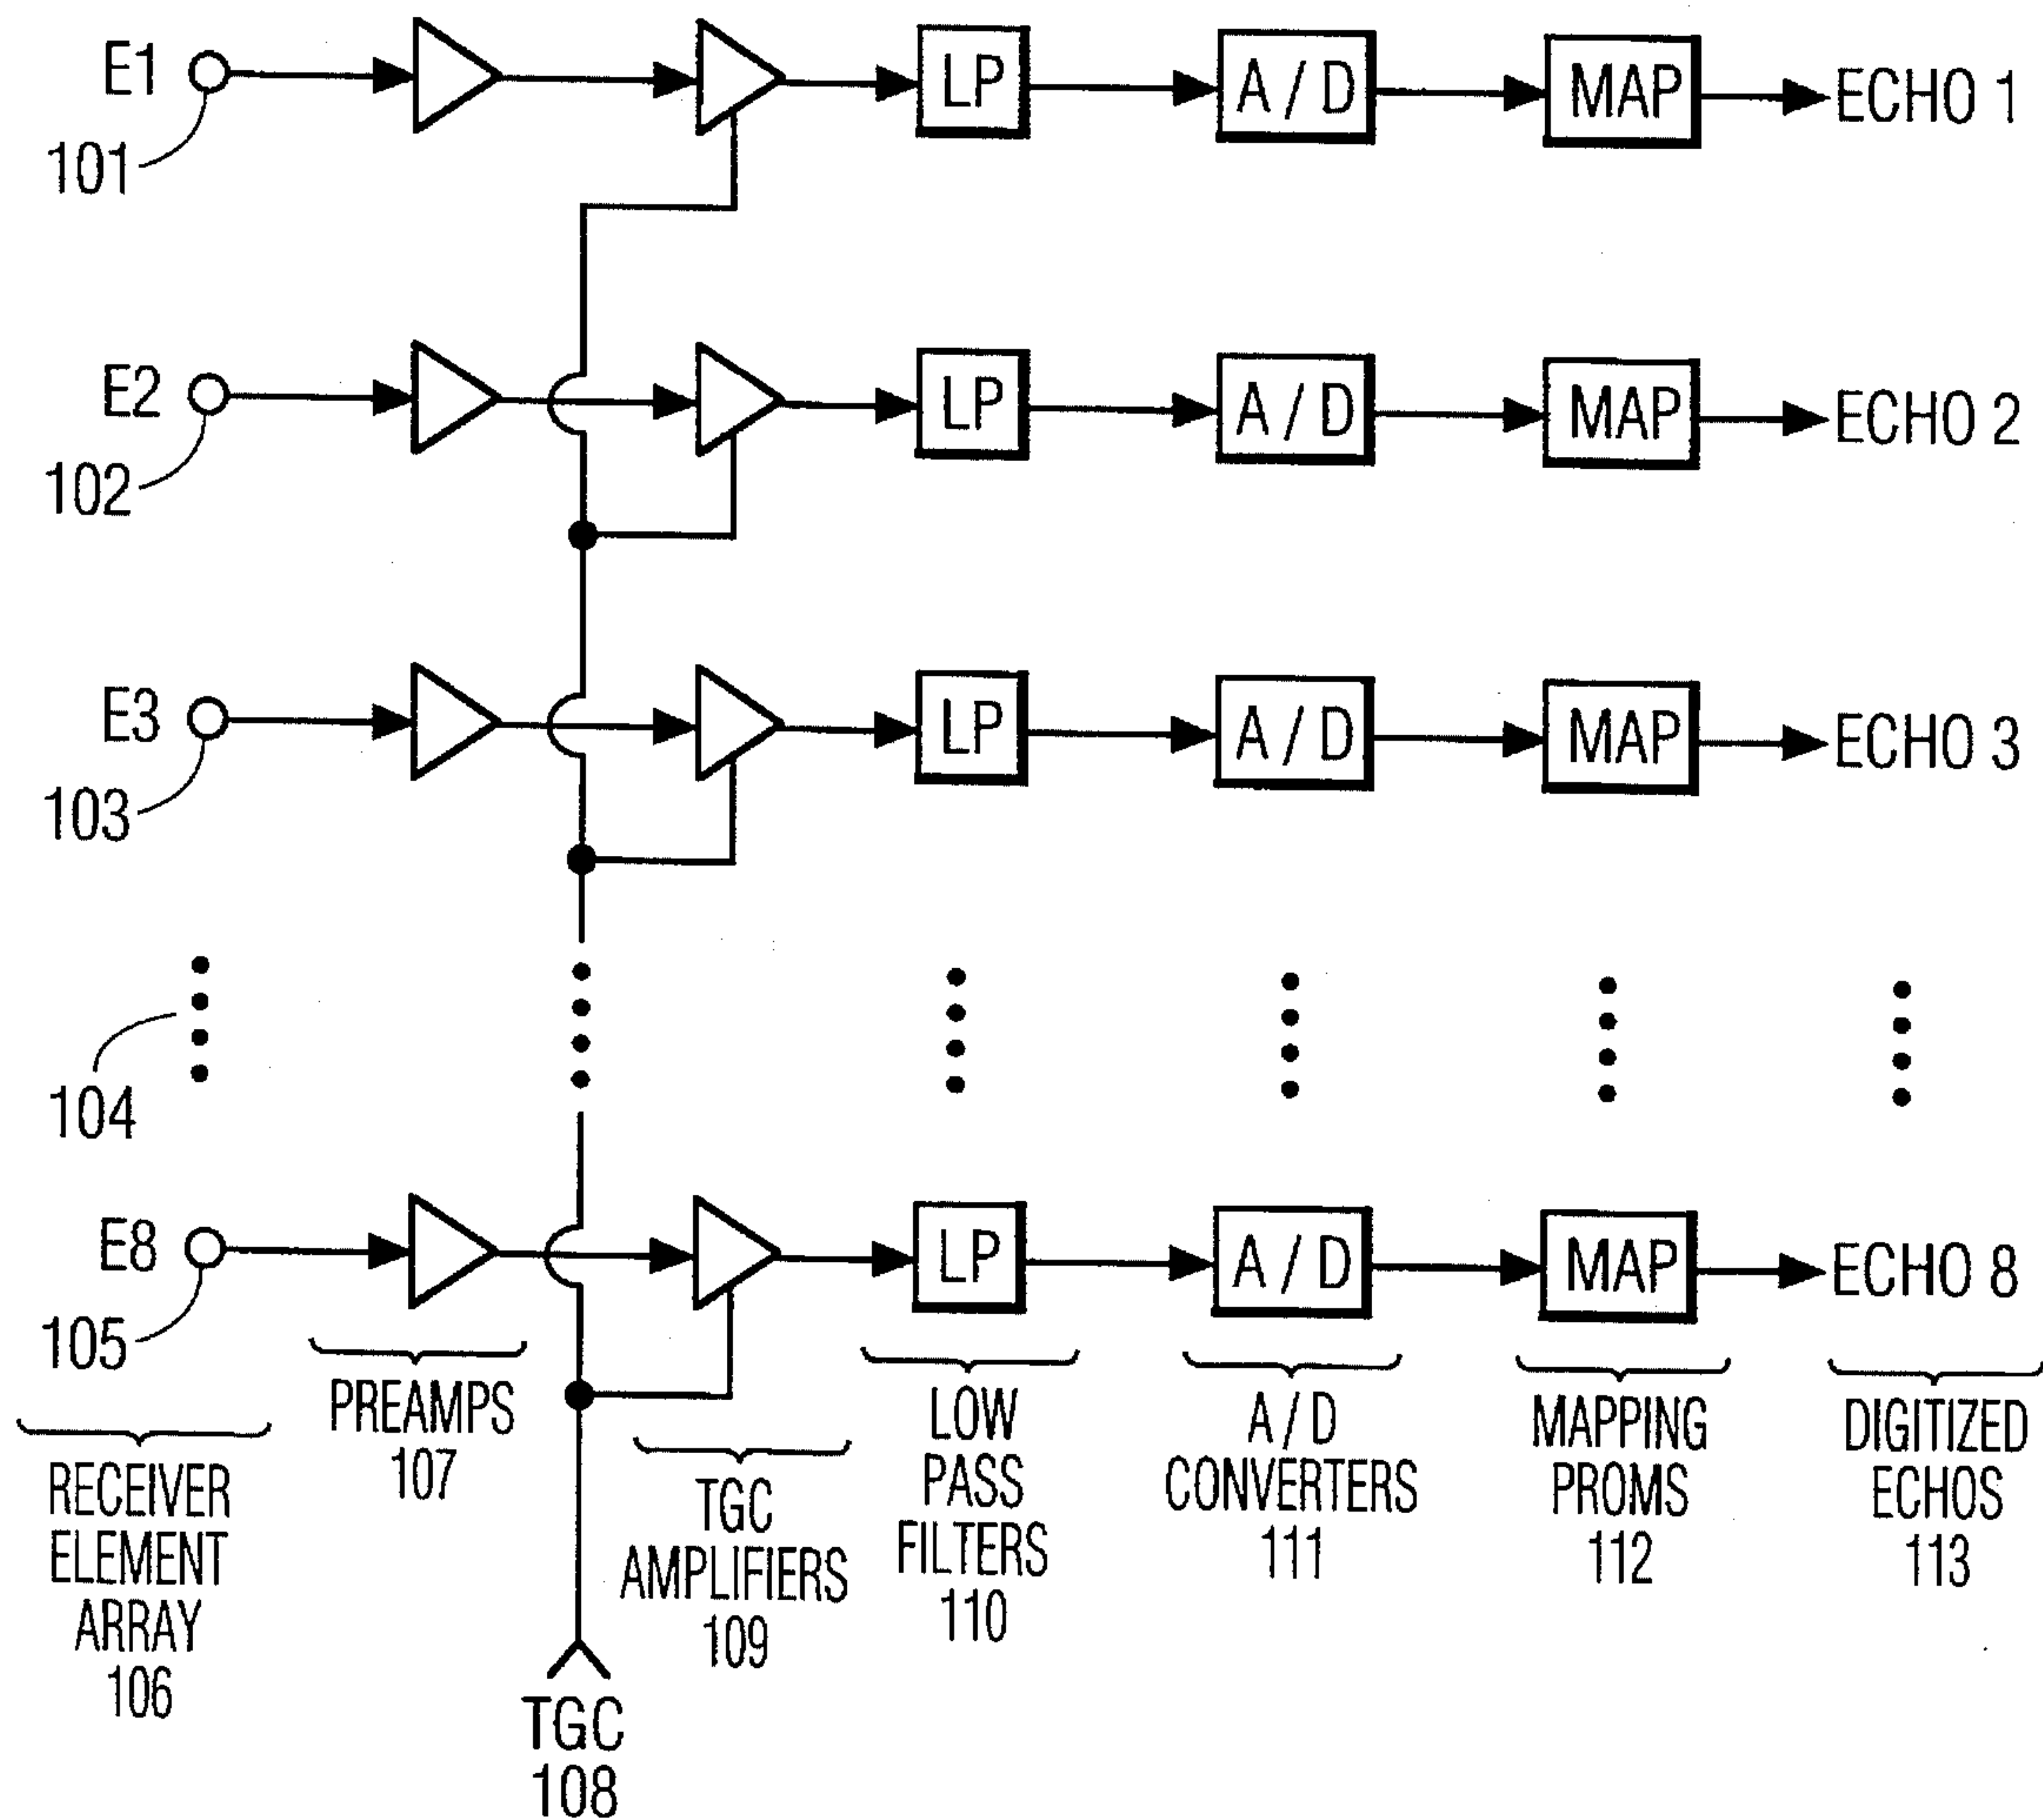 E1 LP A/D MAP ECHO 1
101
E2 LP A/D MAP ECHO 2
102
E3 LP A/D MAP ECHO 3
103
104
E8 LP A/D MAP ECHO 8
105
RECEIVER
ELEMENT
ARRAY
106
PREAMPS
107
TGC
108
TGC
AMPLIFIERS
109
LOW
PASS
FILTERS
110
A/D
CONVERTERS
111
MAPPING
PROMS
112
DIGITIZED
ECHOS
113